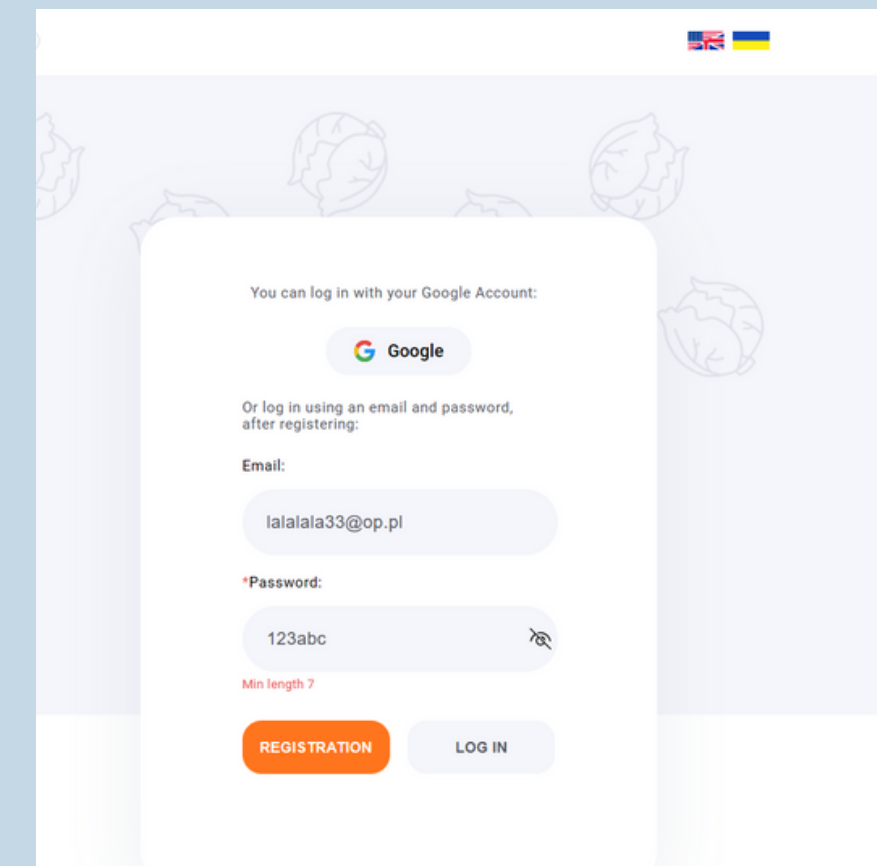 You can log in with your Google Account:
Google
Or log in using an email and password,
after registering:
Email:
lalalala33@op.pl
*Password:
123abc
Min length 7
REGISTRATION
LOG IN